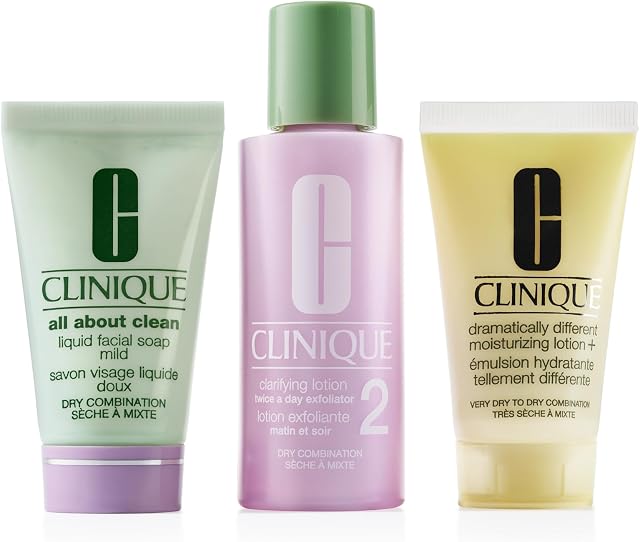 C
CLINIQUE
all about clean
liquid facial soap
mild
savon visage liquide
doux
DRY COMBINATION
SÈCHE À MIXTE
C
CLINIQUE
clarifying lotion
twice a day exfoliator
2
lotion exfoliante
matin et soir
DRY COMBINATION
SÈCHE À MIXTE
C
CLINIQUE
dramatically different
moisturizing lotion+
émulsion hydratante
tellement différente
VERY DRY TO DRY COMBINATION
TRÈS SÈCHE À MIXTE